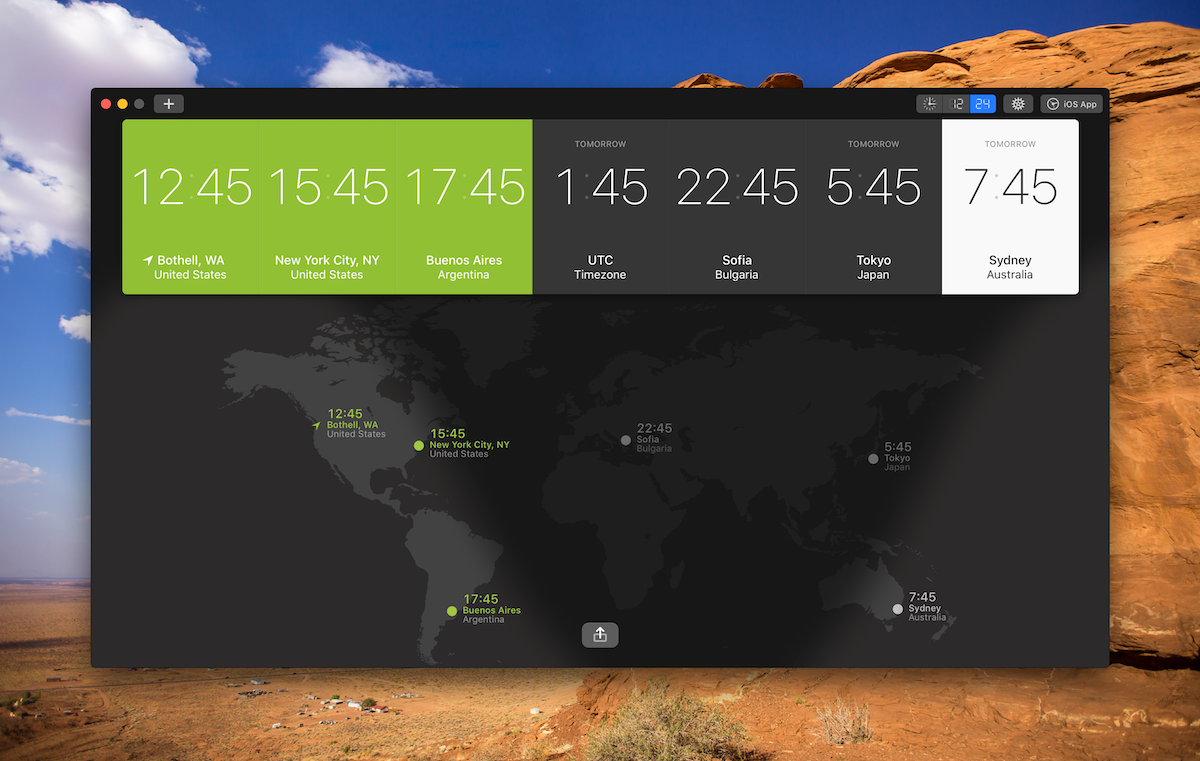 12 24 iOS App
12:45
Bothell, WA
United States
15:45
New York City, NY
United States
17:45
Buenos Aires
Argentina
TOMORROW
1:45
UTC
Timezone
22:45
Sofia
Bulgaria
TOMORROW
5:45
Tokyo
Japan
TOMORROW
7:45
Sydney
Australia
12:45
Bothell, WA
United States
15:45
New York City, NY
United States
22:45
Sofia
Bulgaria
5:45
Tokyo
Japan
17:45
Buenos Aires
Argentina
7:45
Sydney
Australia